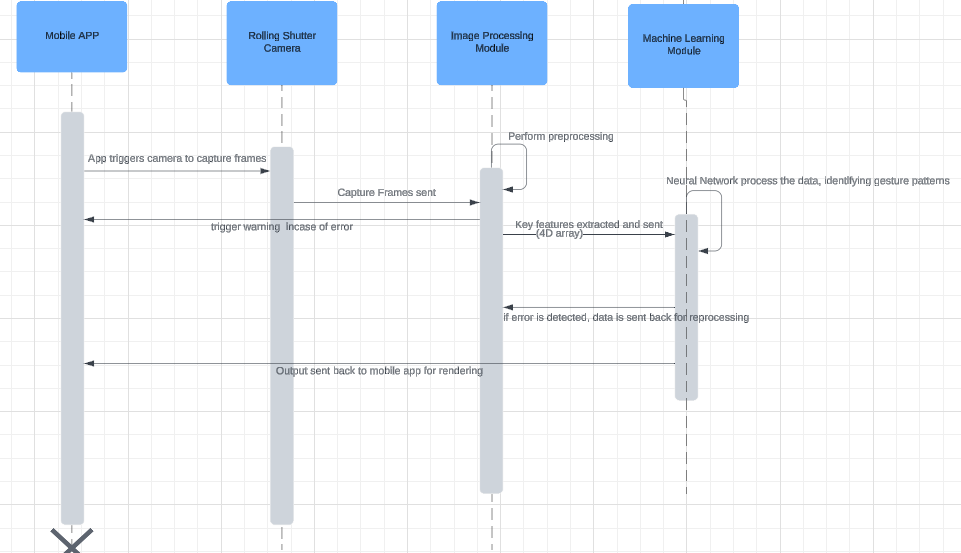 Mobile APP
Rolling Shutter
Camera
Image Processing
Module
Machine Learning
Module
Perform preprocessing
App triggers camera to capture frames
Neural Network process the data, identifying gesture patterns
Capture Frames sent
trigger warning incase of error
Key features extracted and sent
(4D array)
if error is detected, data is sent back for reprocessing
Output sent back to mobile app for rendering